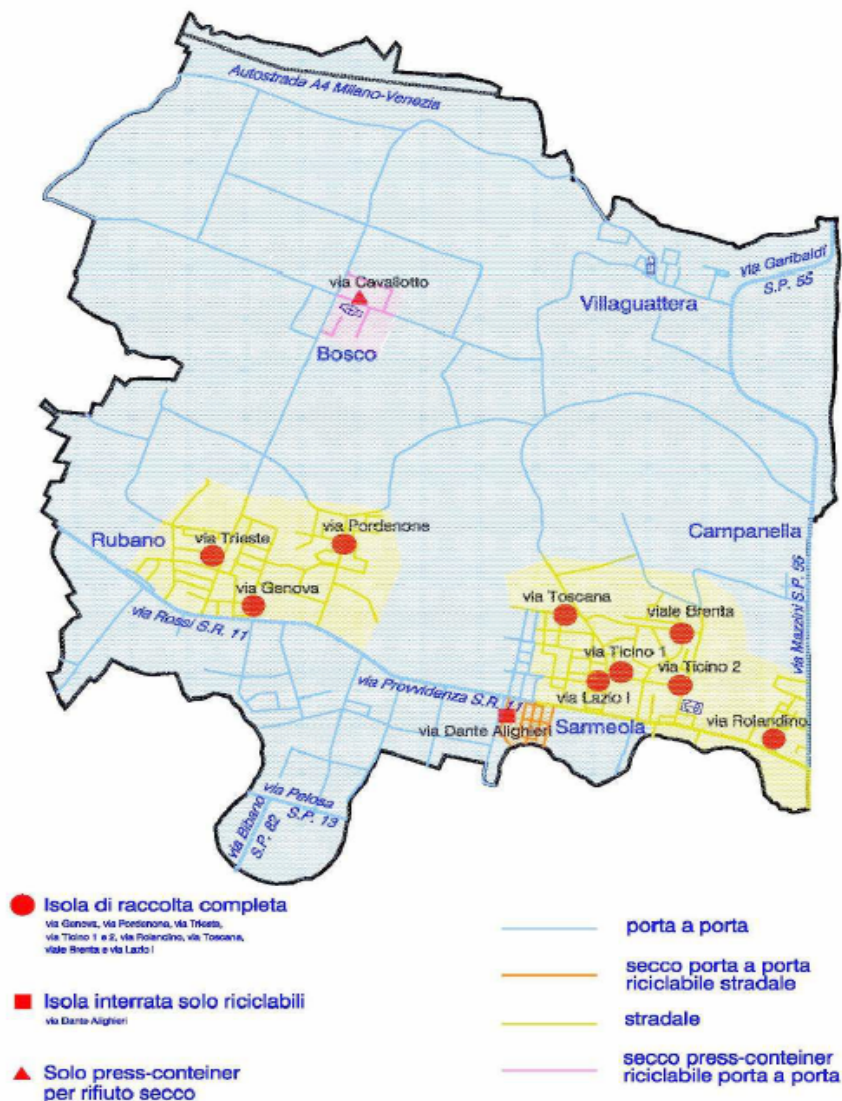 Autostrada A4 Milano-Venezia
via Garibaldi
S.P. 55
via Cavallotto
Villaguattera
Bosco
via Pordenone
Rubano
via Trieste
Campanella
via Genova
via Toscana
viale Brenta
via Rossi S.R. 11
via Mazzini S.P. 55
via Ticino 1
via Ticino 2
via Provvidenza S.R. 11
via Lazio I
via Rolandino
via Dante Alighieri
Sarmeola
via Pelosa
S.P. 13
via Bibano
S.P. 82
Isola di raccolta completa
via Genova, via Pordenone, via Trieste,
via Ticino 1 e 2, via Rolandino, via Toscana,
viale Brenta e via Lazio I
Isola interrata solo riciclabili
via Dante Alighieri
Solo press-conteiner
per rifiuto secco
porta a porta
secco porta a porta
riciclabile stradale
stradale
secco press-conteiner
riciclabile porta a porta